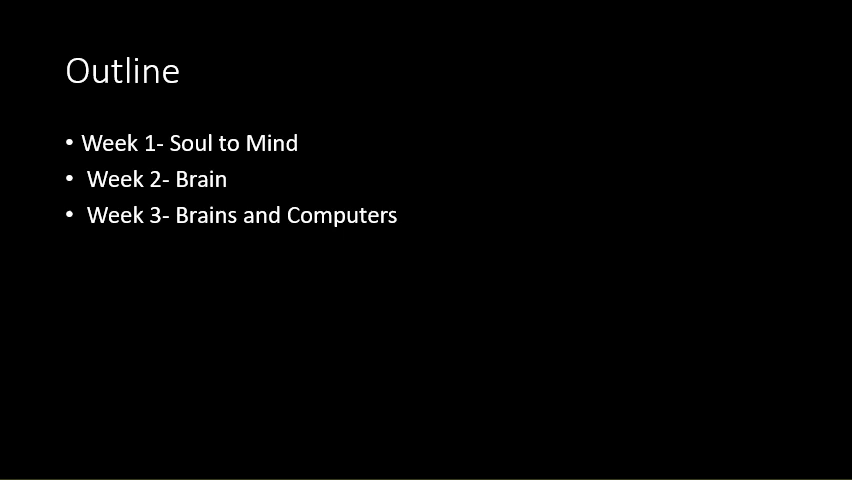 Outline
• Week 1- Soul to Mind
• Week 2- Brain
• Week 3- Brains and Computers